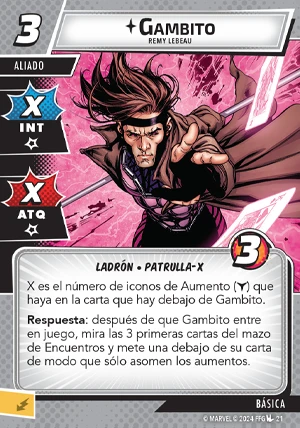 3
Gambito
REMY LEBEAU
ALIADO
X
INT
X
ATQ
3
LADRÓN • PATRULLA-X
X es el número de iconos de Aumento () que
haya en la carta que hay debajo de Gambito.
Respuesta: después de que Gambito entre
en juego, mira las 3 primeras cartas del mazo
de Encuentros y mete una debajo de su carta
de modo que sólo asomen los aumentos.
BÁSICA
© MARVEL © 2024 FFG 21